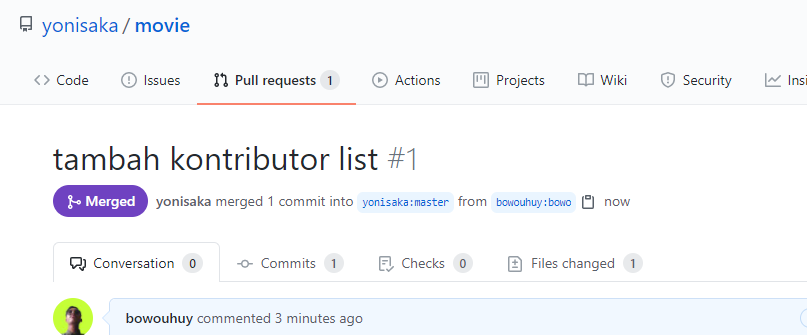 yonisaka / movie
Code Issues Pull requests 1 Actions Projects Wiki Security
tambah kontributor list #1
Merged yonisaka merged 1 commit into yonisaka:master from bowouhuy:bowo now
Conversation 0 Commits 1 Checks 0 Files changed 1
bowouhuy commented 3 minutes ago